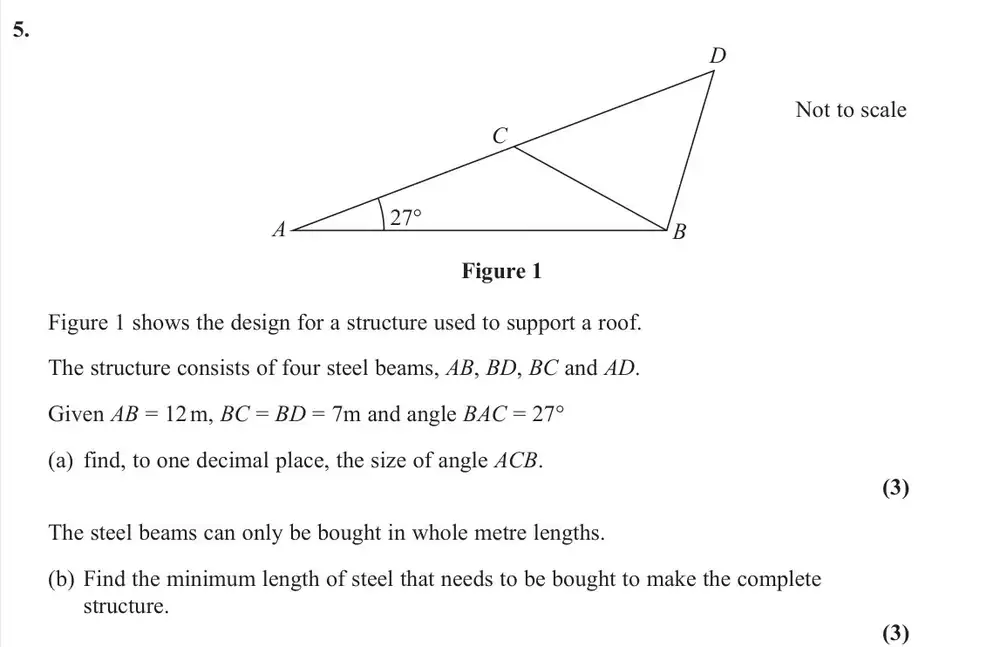 5.
D
Not to scale
C
27°
A
B
Figure 1
Figure 1 shows the design for a structure used to support a roof.
The structure consists of four steel beams, AB, BD, BC and AD.
Given AB = 12 m, BC = BD = 7m and angle BAC = 27°
(a) find, to one decimal place, the size of angle ACB.
(3)
The steel beams can only be bought in whole metre lengths.
(b) Find the minimum length of steel that needs to be bought to make the complete
structure.
(3)